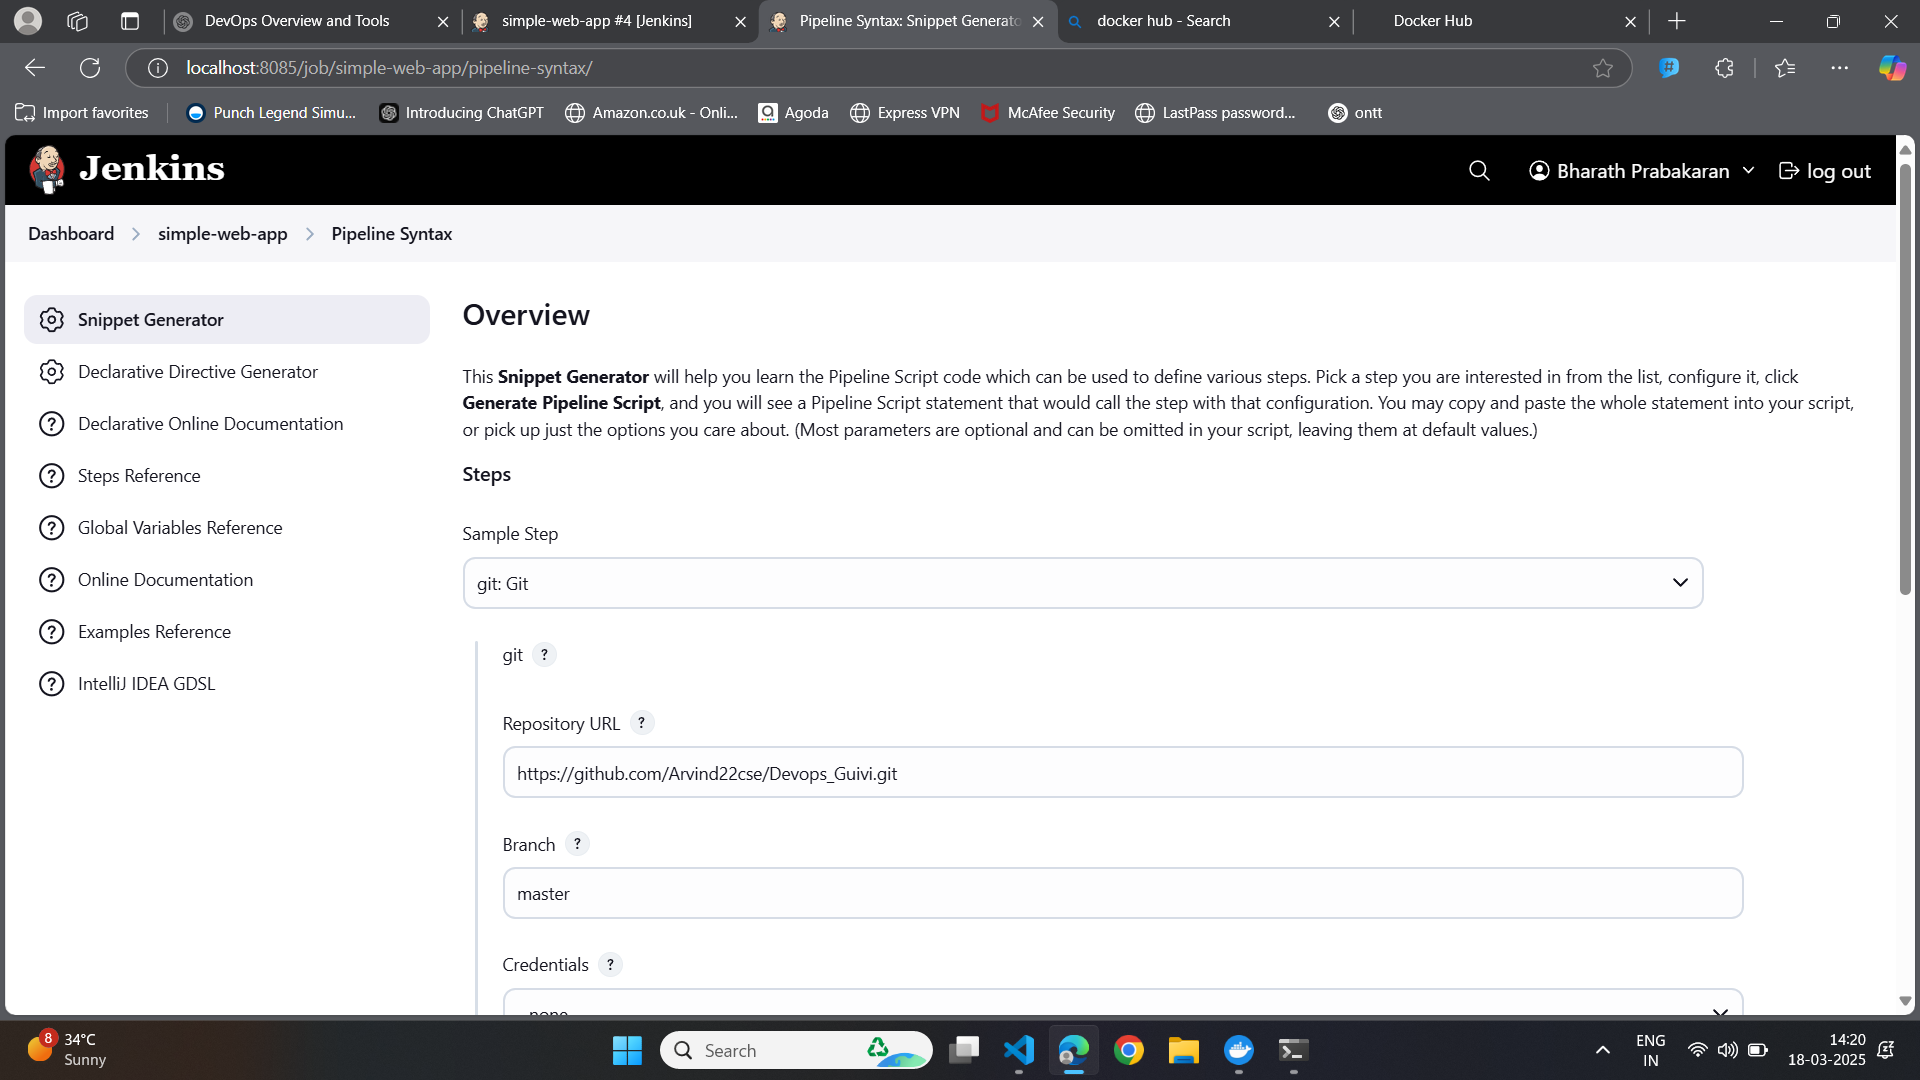 DevOps Overview and Tools
simple-web-app #4 [Jenkins]
Pipeline Syntax: Snippet Generato
docker hub - Search
Docker Hub
localhost:8085/job/simple-web-app/pipeline-syntax/
Import favorites
Punch Legend Simu...
Introducing ChatGPT
Amazon.co.uk - Onli...
Agoda
Express VPN
McAfee Security
LastPass password...
ontt
Jenkins
Bharath Prabakaran
log out
Dashboard
simple-web-app
Pipeline Syntax
Snippet Generator
Declarative Directive Generator
Declarative Online Documentation
Steps Reference
Global Variables Reference
Online Documentation
Examples Reference
IntelliJ IDEA GDSL
Overview
This Snippet Generator will help you learn the Pipeline Script code which can be used to define various steps. Pick a step you are interested in from the list, configure it, click
Generate Pipeline Script, and you will see a Pipeline Script statement that would call the step with that configuration. You may copy and paste the whole statement into your script,
or pick up just the options you care about. (Most parameters are optional and can be omitted in your script, leaving them at default values.)
Steps
Sample Step
git: Git
git ?
Repository URL ?
https://github.com/Arvind22cse/Devops_Guivi.git
Branch ?
master
Credentials ?
- none -
8
34°C
Sunny
Search
ENG
IN
14:20
18-03-2025